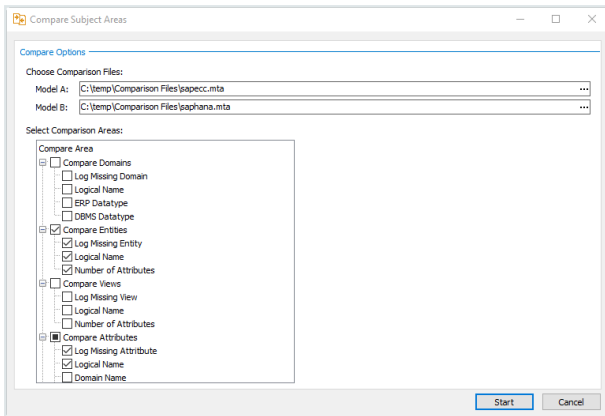 Compare Subject Areas
Compare Options
Choose Comparison Files:
Model A: C:\temp\Comparison Files\sapecc.mta ...
Model B: C:\temp\Comparison Files\saphana.mta ...
Select Comparison Areas:
Compare Area
Compare Domains
Log Missing Domain
Logical Name
ERP Datatype
DBMS Datatype
Compare Entities
Log Missing Entity
Logical Name
Number of Attributes
Compare Views
Log Missing View
Logical Name
Number of Attributes
Compare Attributes
Log Missing Attritbute
Logical Name
Domain Name
Start Cancel